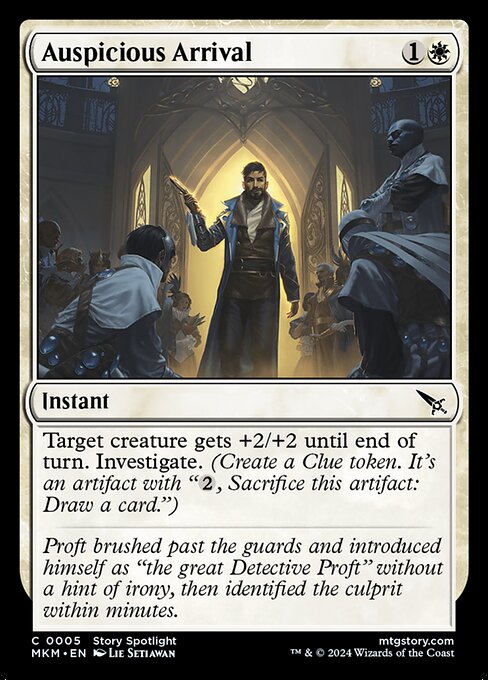 Auspicious Arrival 1
Instant
Target creature gets +2/+2 until end of
turn. Investigate. (Create a Clue token. It's
an artifact with “2, Sacrifice this artifact:
Draw a card.”)
Proft brushed past the guards and introduced
himself as “the great Detective Proft” without
a hint of irony, then identified the culprit
within minutes.
C 0005 Story Spotlight mtgstory.com
MKM • EN Lie Setiawan ™ & © 2024 Wizards of the Coast